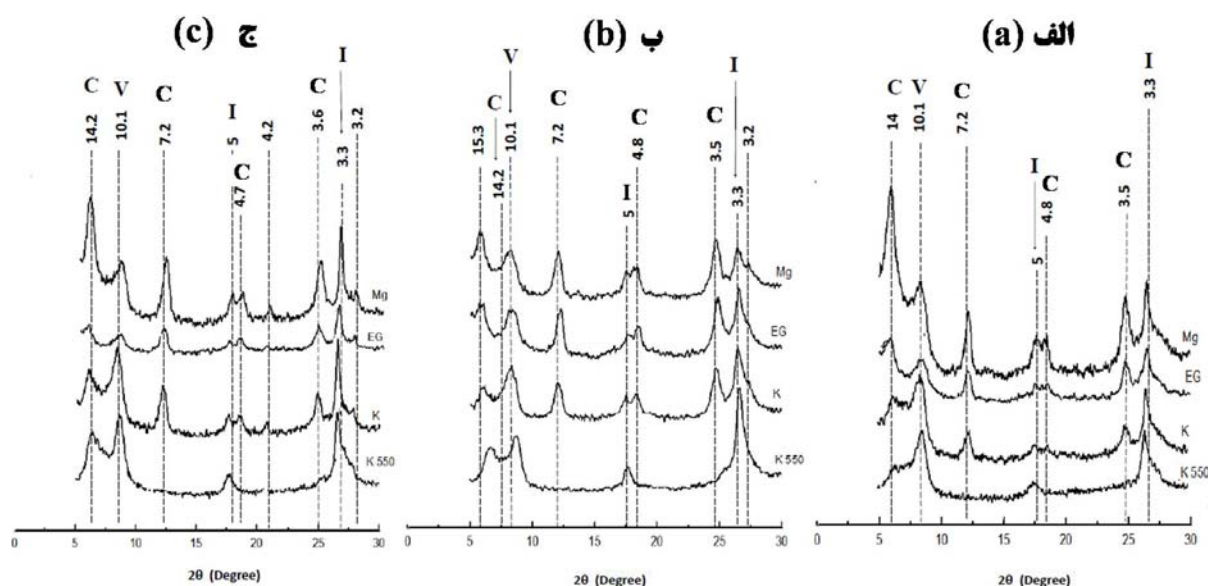 (c) ج
C V C I C C I
14.2 10.1 7.2 5 4.7 4.2 3.6 3.3 3.2
Mg
EG
K
K 550
0 5 10 15 20 25 30
2θ (Degree)
(b) ب
C V C I C C I
15.3 14.2 10.1 7.2 5 4.8 3.5 3.3 3.2
Mg
EG
K
K 550
0 5 10 15 20 25 30
2θ (Degree)
(a) الف
C V C I C C I
14 10.1 7.2 5 4.8 3.5 3.3
Mg
EG
K
K 550
0 5 10 15 20 25 30
2θ (Degree)